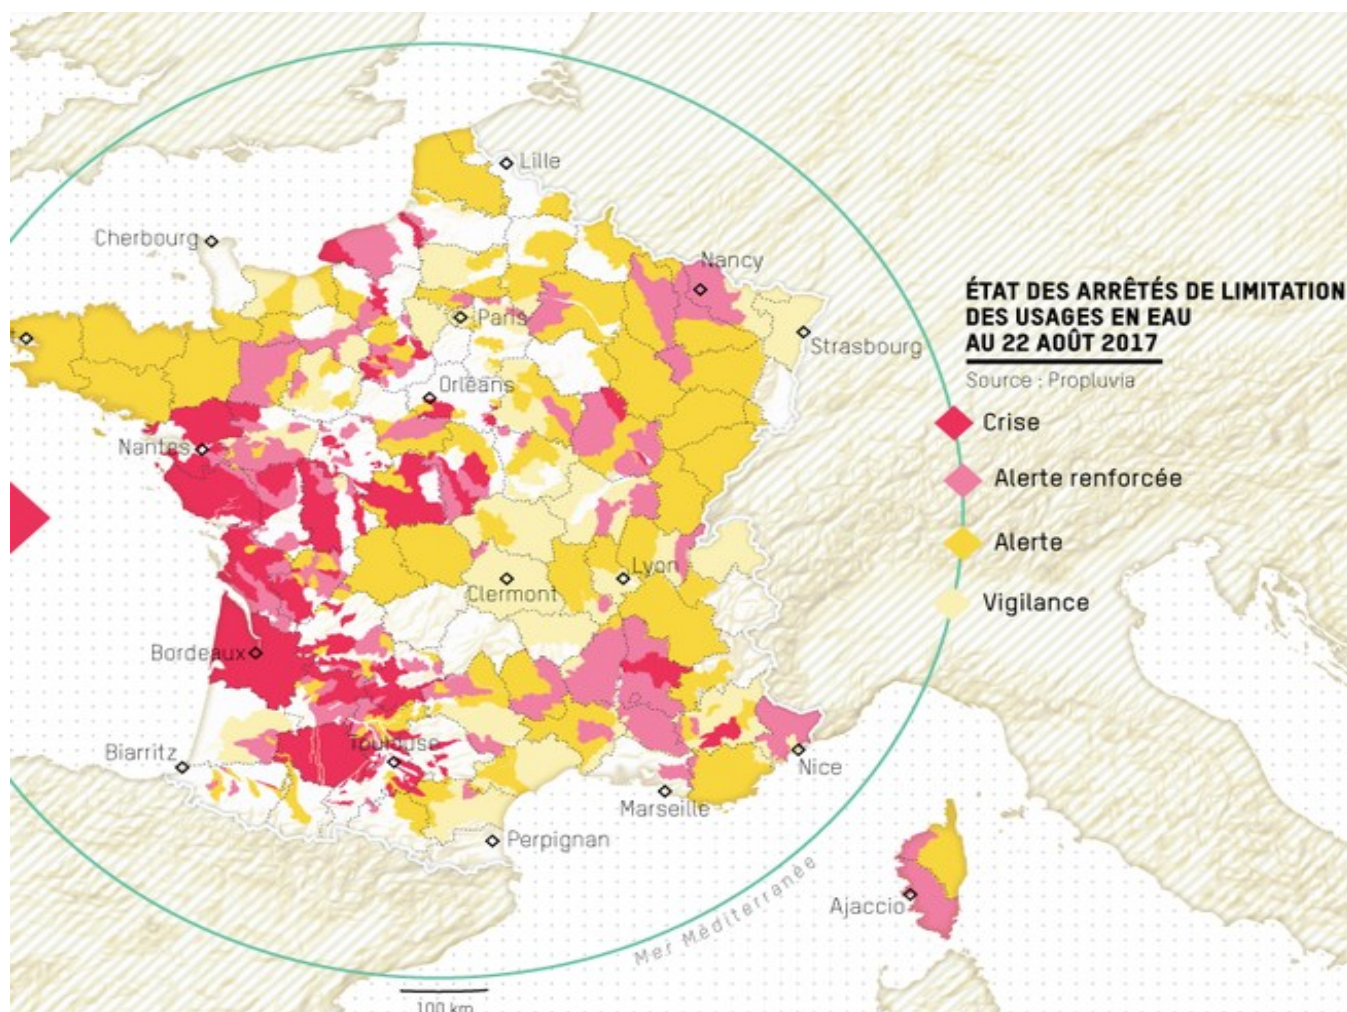 Lille
Cherbourg
Nancy
Paris
Strasbourg
Orléans
Nantes
Lyon
Clermont
Bordeaux
Toulouse
Biarritz
Nice
Marseille
Perpignan
Ajaccio
Mer Méditerranée
100 km
ÉTAT DES ARRÊTÉS DE LIMITATION
DES USAGES EN EAU
AU 22 AOÛT 2017
Source : Propluvia
Crise
Alerte renforcée
Alerte
Vigilance